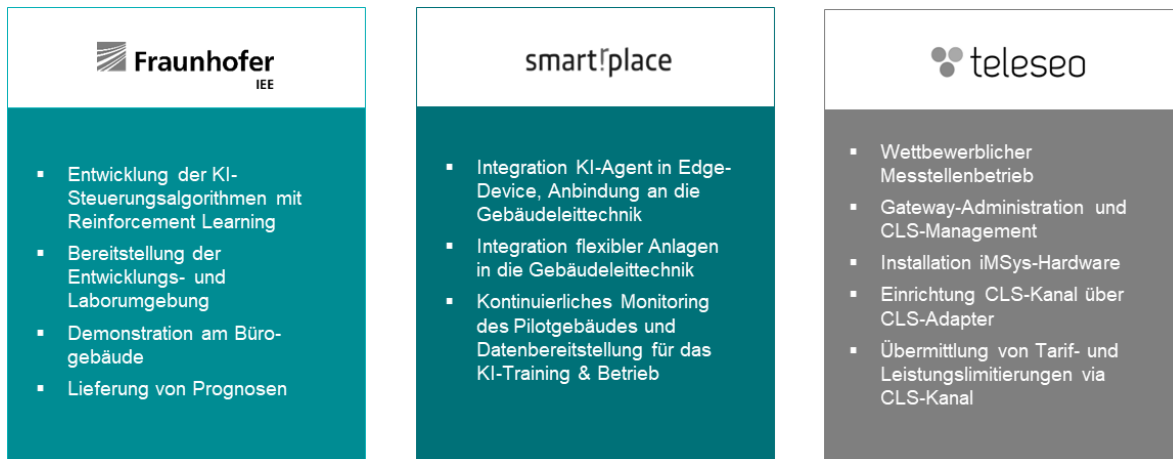 Fraunhofer
IEE
▪ Entwicklung der KI-
Steuerungsalgorithmen mit
Reinforcement Learning
▪ Bereitstellung der
Entwicklungs- und
Laborumgebung
▪ Demonstration am Büro-
gebäude
▪ Lieferung von Prognosen
smart!rplace
▪ Integration KI-Agent in Edge-
Device, Anbindung an die
Gebäudeleittechnik
▪ Integration flexibler Anlagen
in die Gebäudeleittechnik
▪ Kontinuierliches Monitoring
des Pilotgebäudes und
Datenbereitstellung für das
KI-Training & Betrieb
teleseo
▪ Wettbewerblicher
Messtellenbetrieb
▪ Gateway-Administration und
CLS-Management
▪ Installation iMSys-Hardware
▪ Einrichtung CLS-Kanal über
CLS-Adapter
▪ Übermittlung von Tarif- und
Leistungslimitierungen via
CLS-Kanal